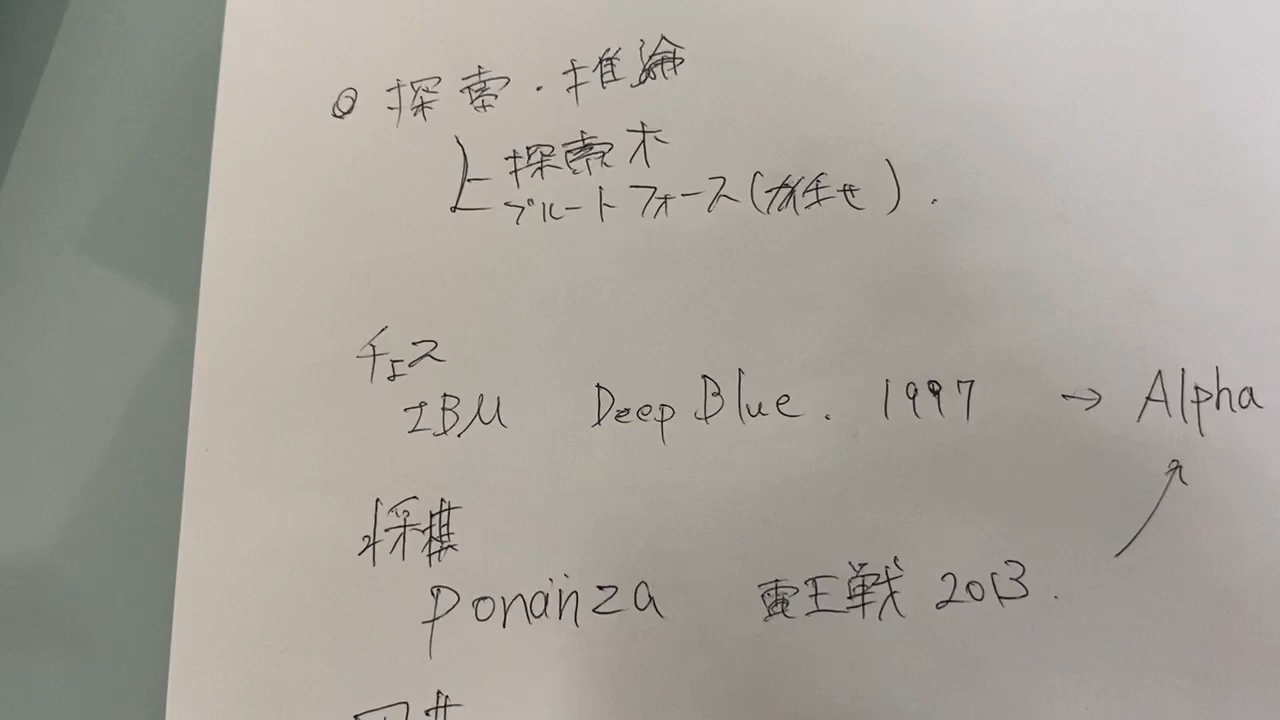 ◎ 探索・推論
探索木
ブルートフォース(力任せ).
チェス
IBM Deep Blue. 1997 → Alpha
将棋
ponanza 電王戦 2013.